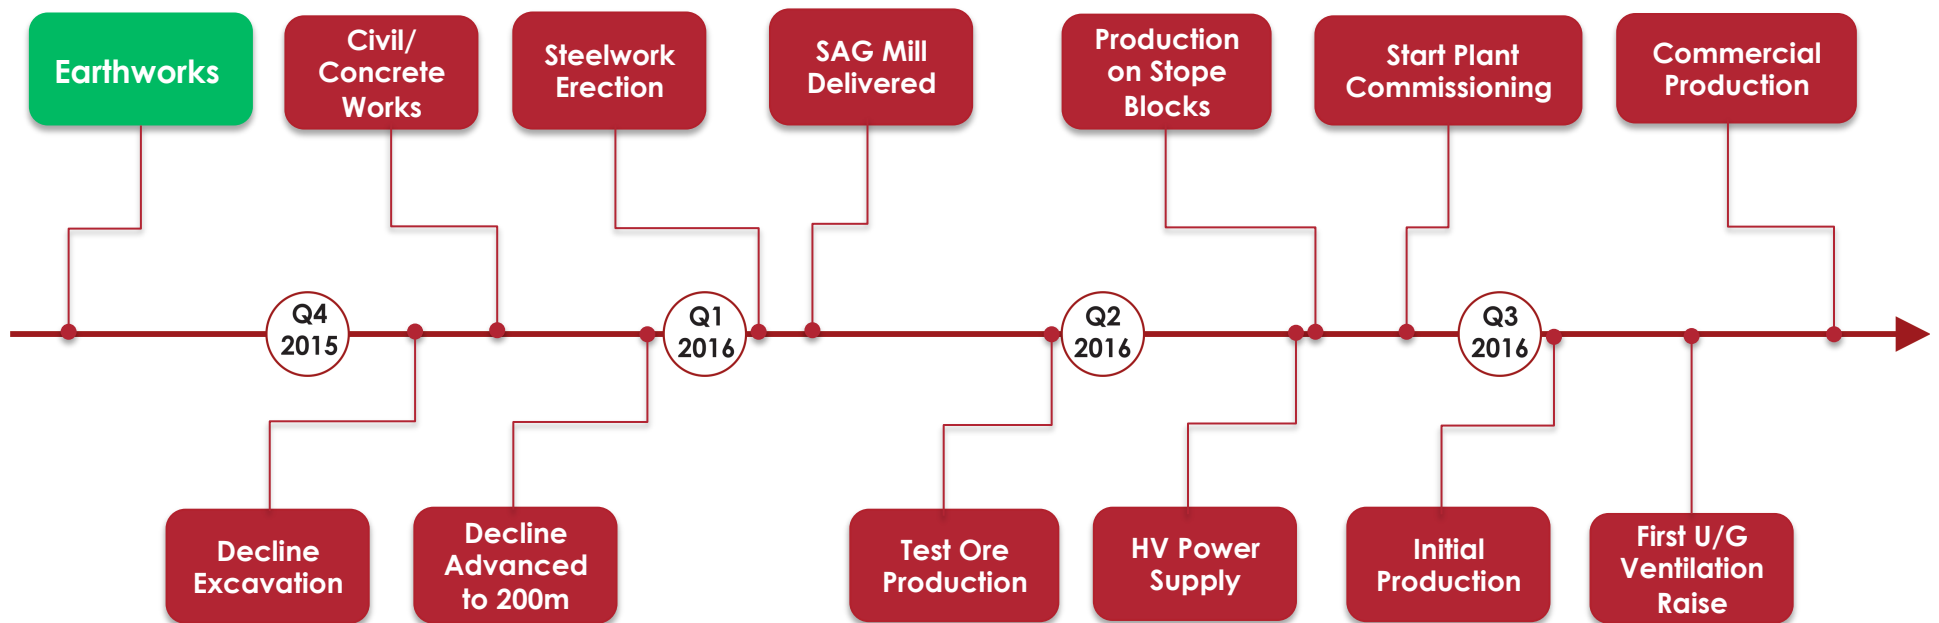 Earthworks
Civil/
Concrete
Works
Steelwork
Erection
SAG Mill
Delivered
Production
on Stope
Blocks
Start Plant
Commissioning
Commercial
Production
Q4
2015
Q1
2016
Q2
2016
Q3
2016
Decline
Excavation
Decline
Advanced
to 200m
Test Ore
Production
HV Power
Supply
Initial
Production
First U/G
Ventilation
Raise